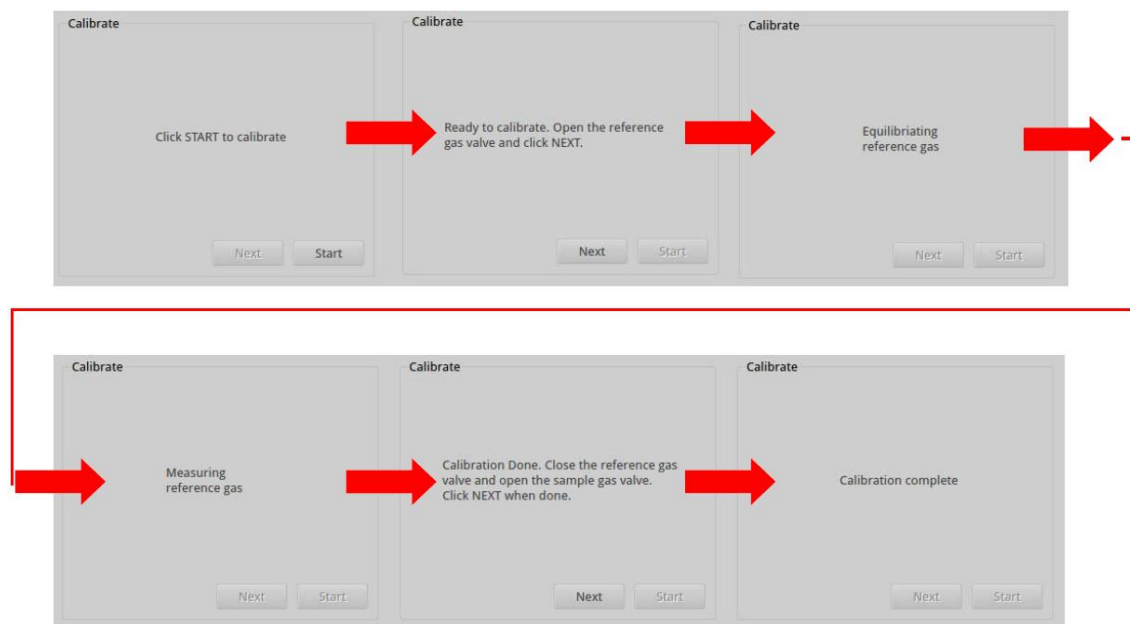 Calibrate
Click START to calibrate
Next
Start
Calibrate
Ready to calibrate. Open the reference
gas valve and click NEXT.
Next
Start
Calibrate
Equilibriating
reference gas
Next
Start
Calibrate
Measuring
reference gas
Next
Start
Calibrate
Calibration Done. Close the reference gas
valve and open the sample gas valve.
Click NEXT when done.
Next
Start
Calibrate
Calibration complete
Next
Start